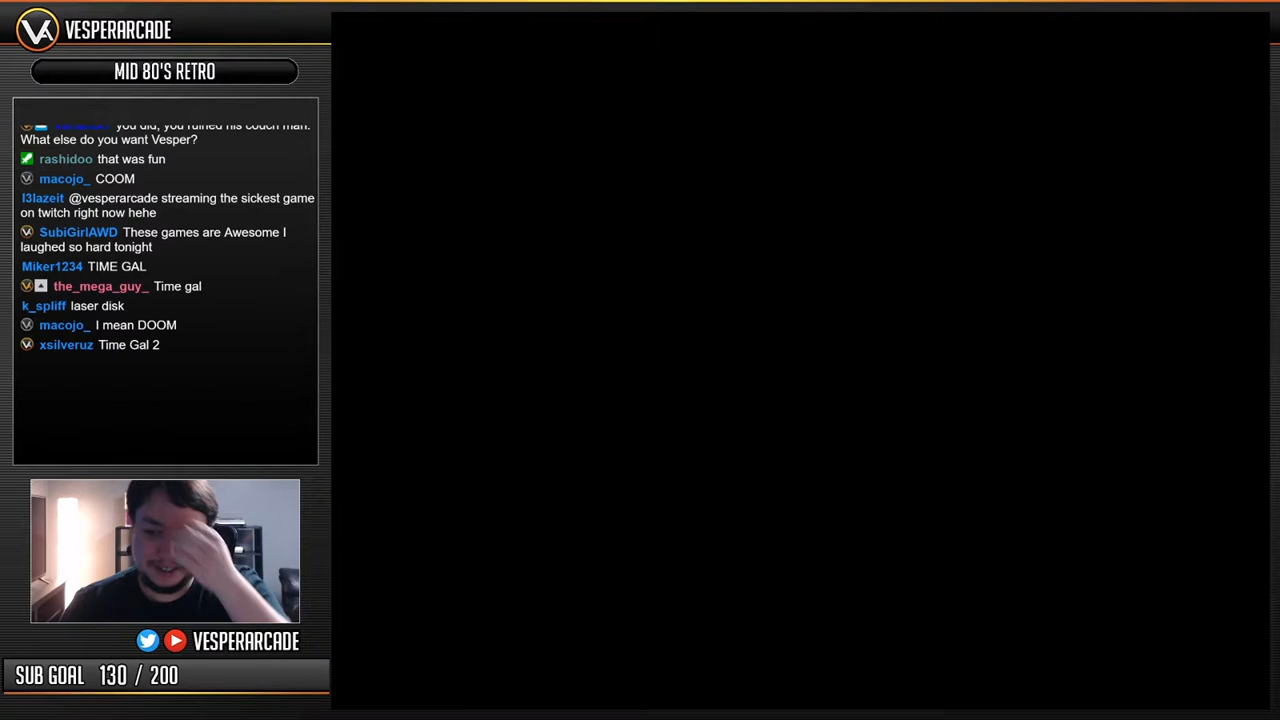 VESPERARCADE
MID 80'S RETRO
you did, you ruined his couch man.
What else do you want Vesper?
rashidoo that was fun
macojo_ COOM
l3lazeit @vesperarcade streaming the sickest game
on twitch right now hehe
SubiGirlAWD These games are Awesome I
laughed so hard tonight
Miker1234 TIME GAL
the_mega_guy_ Time gal
k_spliff laser disk
macojo_ I mean DOOM
xsilveruz Time Gal 2
VESPERARCADE
SUB GOAL 130 / 200